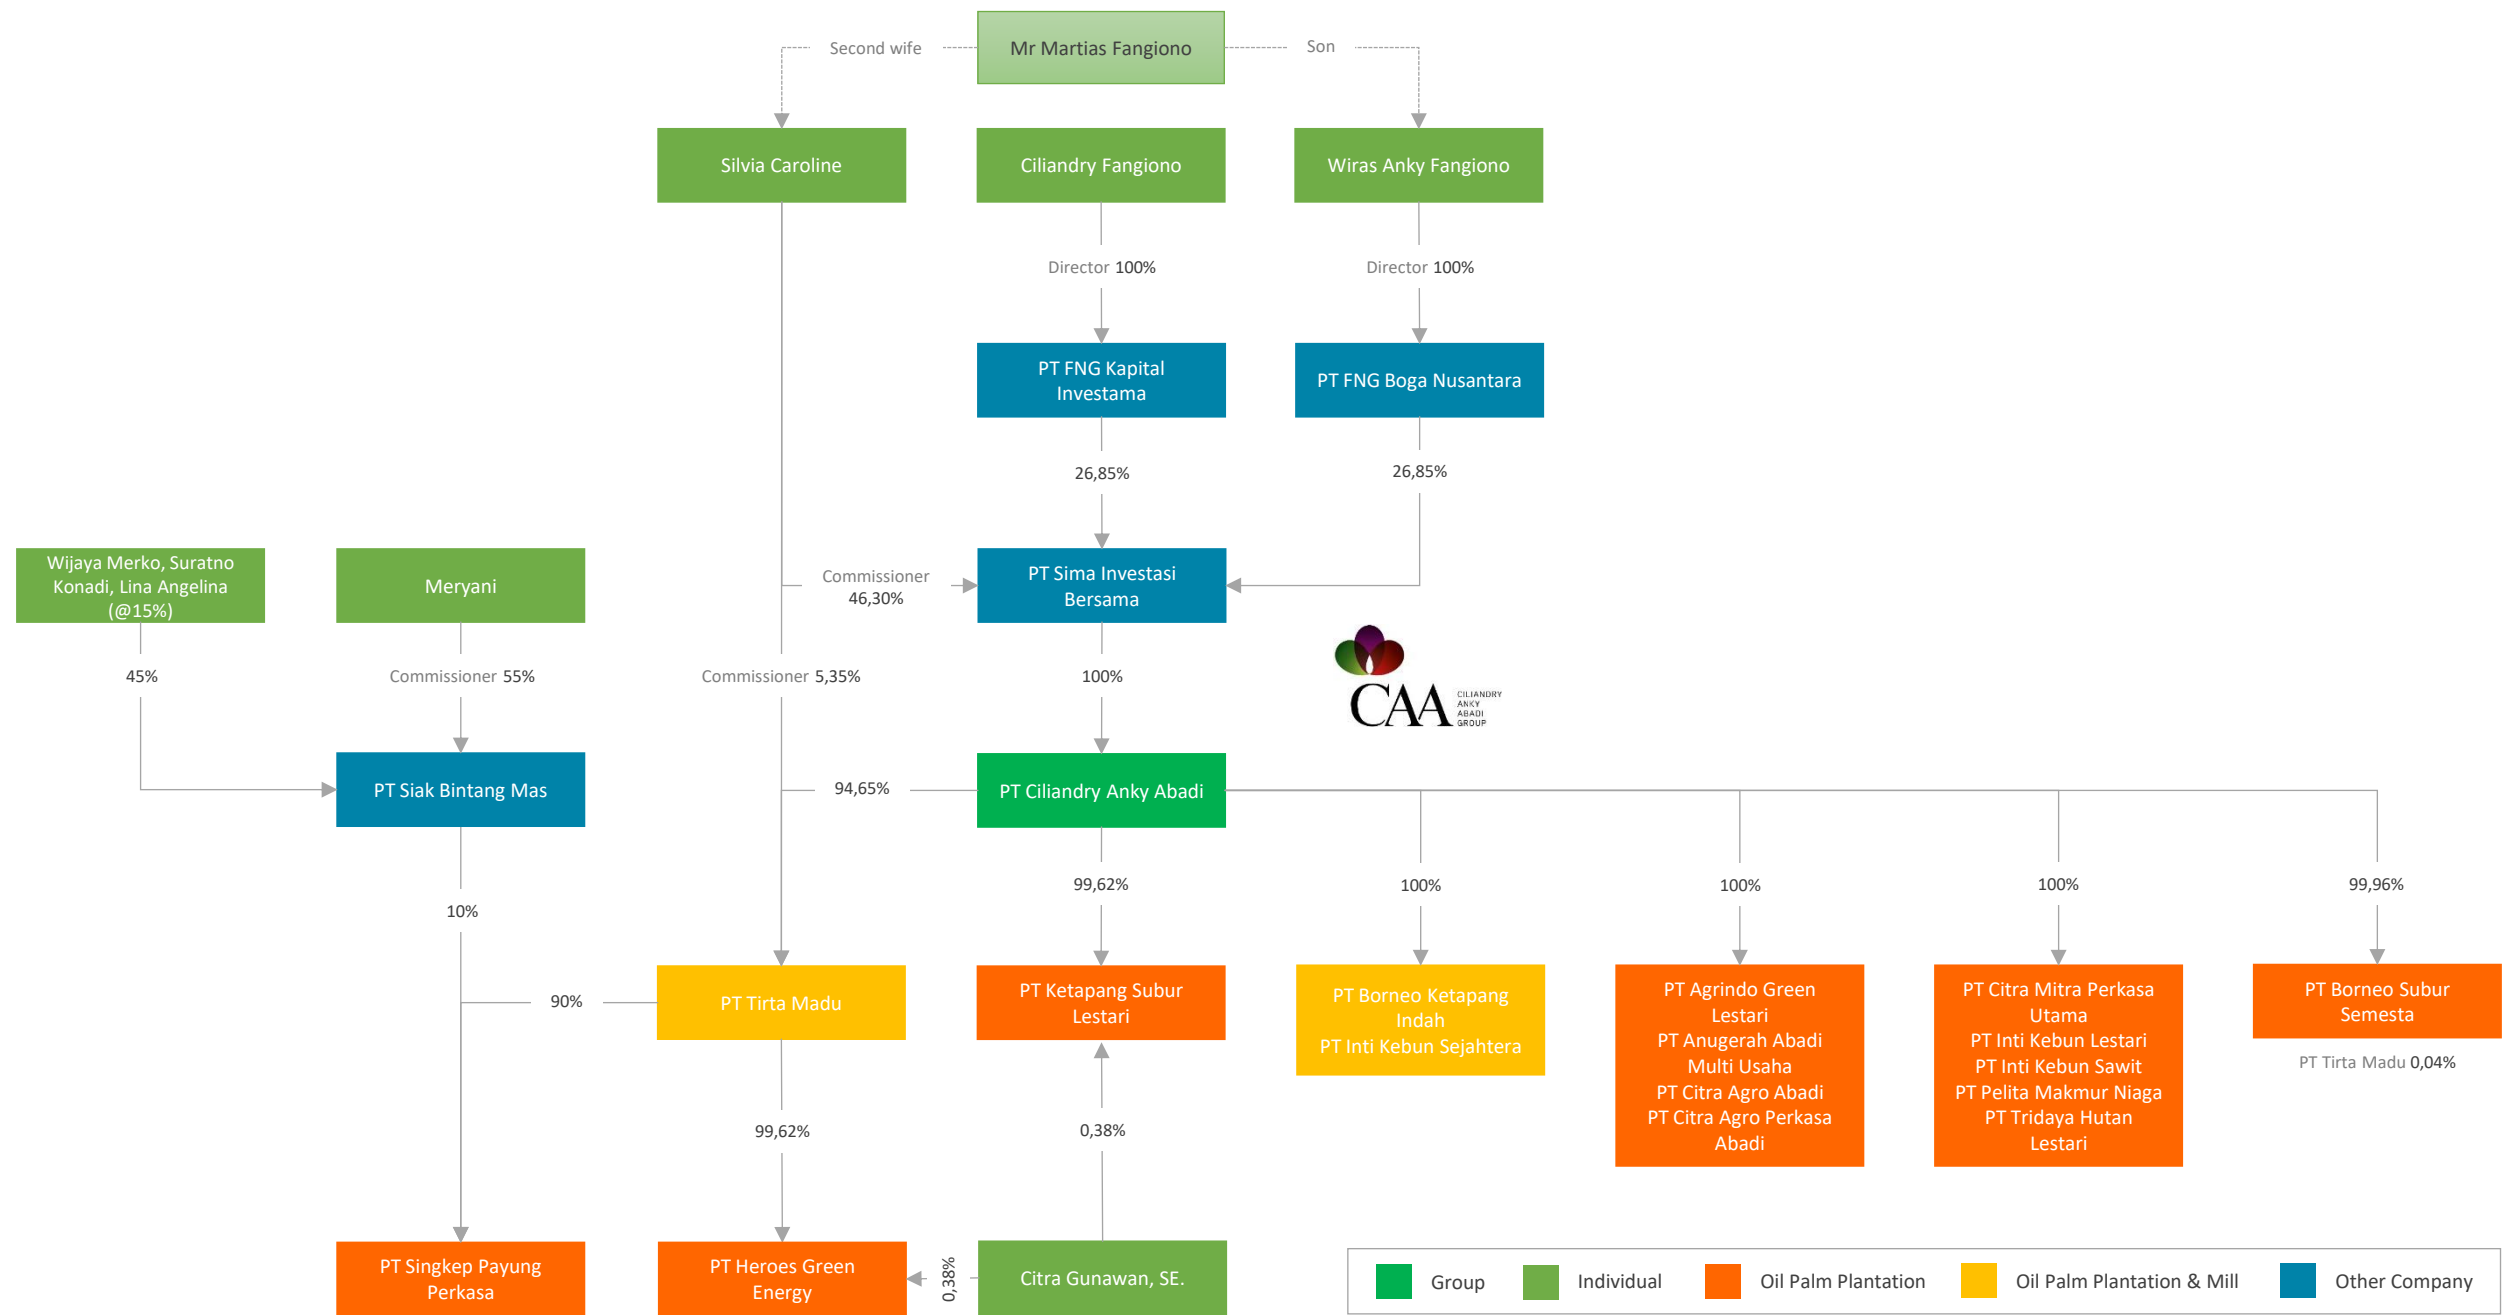 Second wife
Mr Martias Fangiono
Son
Silvia Caroline
Ciliandry Fangiono
Wiras Anky Fangiono
Director 100%
Director 100%
PT FNG Kapital
Investama
PT FNG Boga Nusantara
26,85%
26,85%
Wijaya Merko, Suratno
Konadi, Lina Angelina
(@15%)
Meryani
Commissioner
46,30%
PT Sima Investasi
Bersama
45%
Commissioner 55%
Commissioner 5,35%
100%
CAA
CILIANDRY
ANKY
ABADI
GROUP
PT Siak Bintang Mas
94,65%
PT Ciliandry Anky Abadi
10%
99,62%
100%
100%
100%
99,96%
90%
PT Tirta Madu
PT Ketapang Subur
Lestari
PT Borneo Ketapang
Indah
PT Inti Kebun Sejahtera
PT Agrindo Green
Lestari
PT Anugerah Abadi
Multi Usaha
PT Citra Agro Abadi
PT Citra Agro Perkasa
Abadi
PT Citra Mitra Perkasa
Utama
PT Inti Kebun Lestari
PT Inti Kebun Sawit
PT Pelita Makmur Niaga
PT Tridaya Hutan
Lestari
PT Borneo Subur
Semesta
PT Tirta Madu 0,04%
99,62%
0,38%
PT Singkep Payung
Perkasa
PT Heroes Green
Energy
0,38%
Citra Gunawan, SE.
Group
Individual
Oil Palm Plantation
Oil Palm Plantation & Mill
Other Company